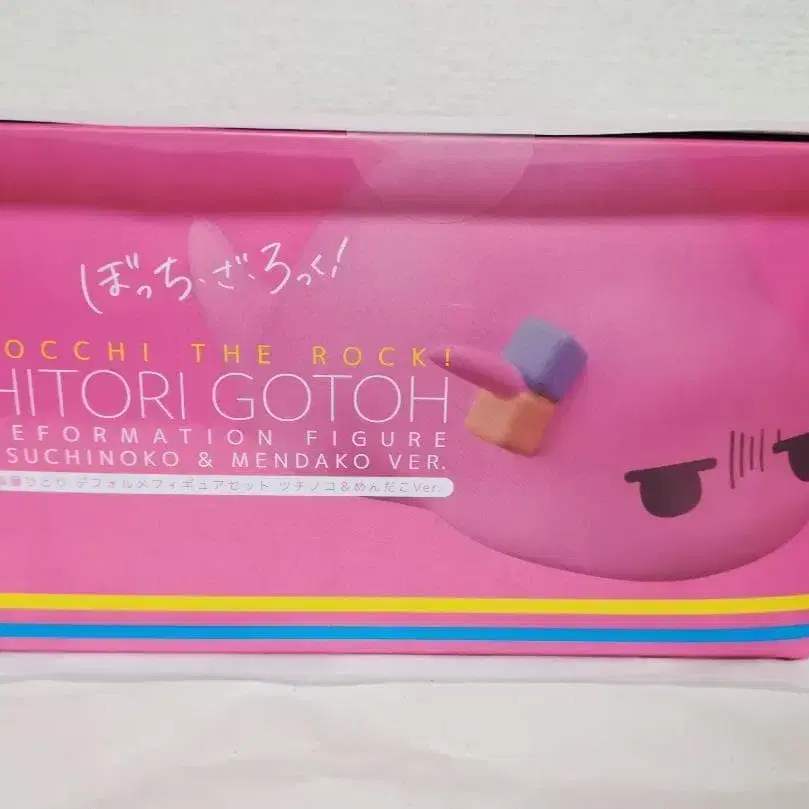 ぼっち・ざ・ろっく!
OCCHI THE ROCK!
HITORI GOTOH
EFORMATION FIGURE
SUCHINOKO & MENDAKO VER.
藤ひとり デフォルメフィギュアセット ツチノコ&めんだこVer.